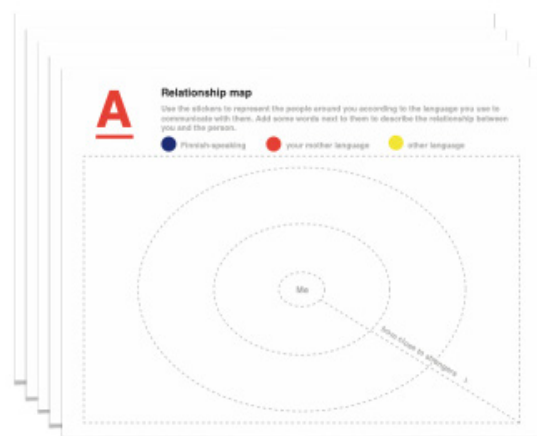 A
Relationship map
Use the stickers to represent the people around you according to the language you use to
communicate with them. Add some words next to them to describe the relationship between
you and the person.
Finnish-speaking your mother language other language
Me
from close to strangers